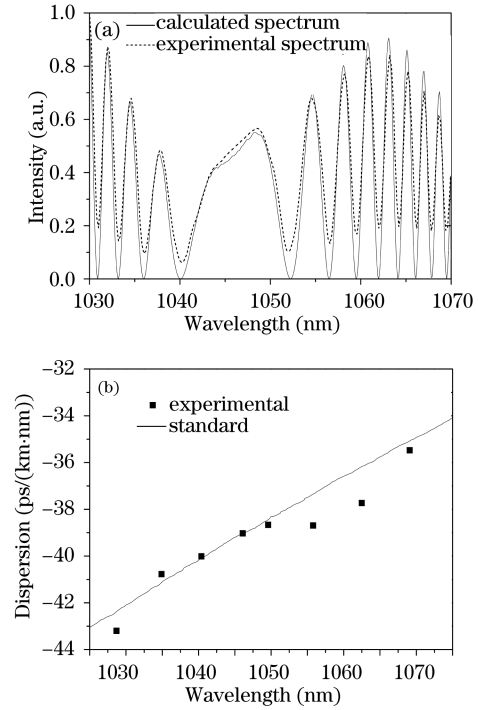 (a)
calculated spectrum
experimental spectrum
1.0
0.8
0.6
0.4
0.2
0.0
Intensity (a.u.)
1030 1040 1050 1060 1070
Wavelength (nm)
(b)
experimental
standard
−32
−34
−36
−38
−40
−42
−44
Dispersion (ps/(km·nm))
1030 1040 1050 1060 1070
Wavelength (nm)